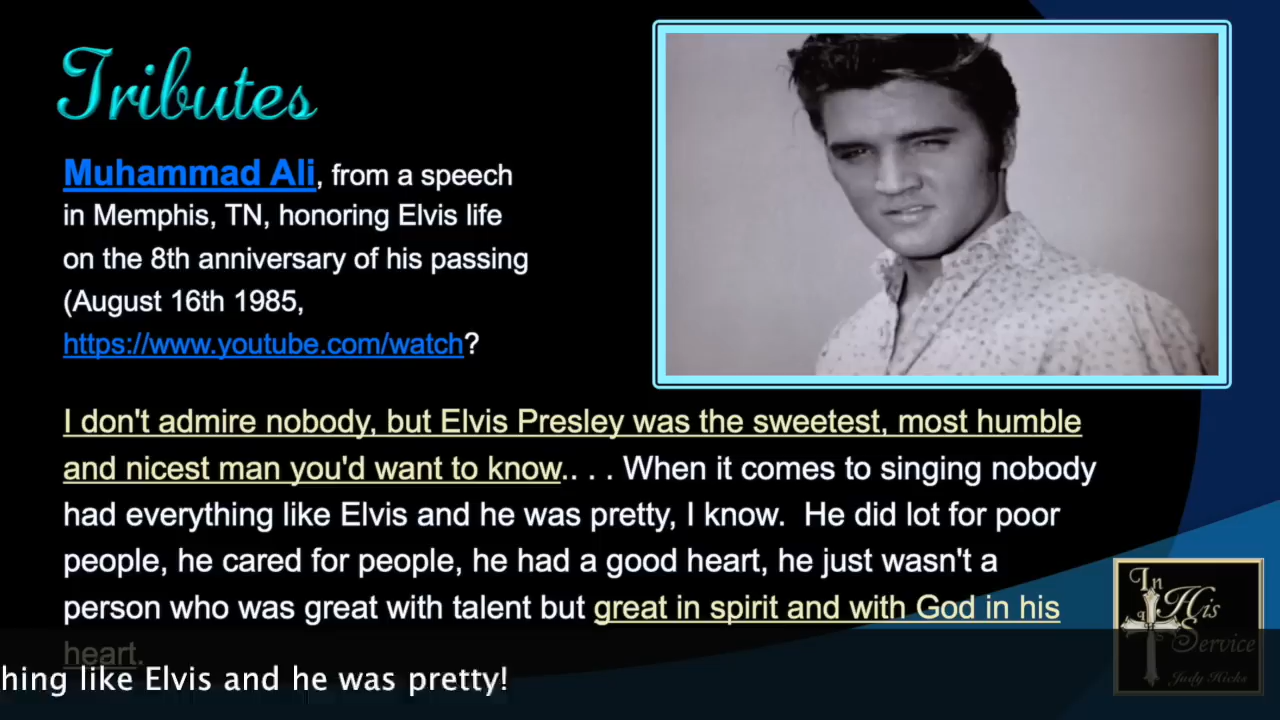 Tributes
Muhammad Ali, from a speech
in Memphis, TN, honoring Elvis life
on the 8th anniversary of his passing
(August 16th 1985,
https://www.youtube.com/watch?
I don't admire nobody, but Elvis Presley was the sweetest, most humble
and nicest man you'd want to know.. . . When it comes to singing nobody
had everything like Elvis and he was pretty, I know.  He did lot for poor
people, he cared for people, he had a good heart, he just wasn't a
person who was great with talent but great in spirit and with God in his
heart.
hing like Elvis and he was pretty!
In
His
Service
Judy Hicks